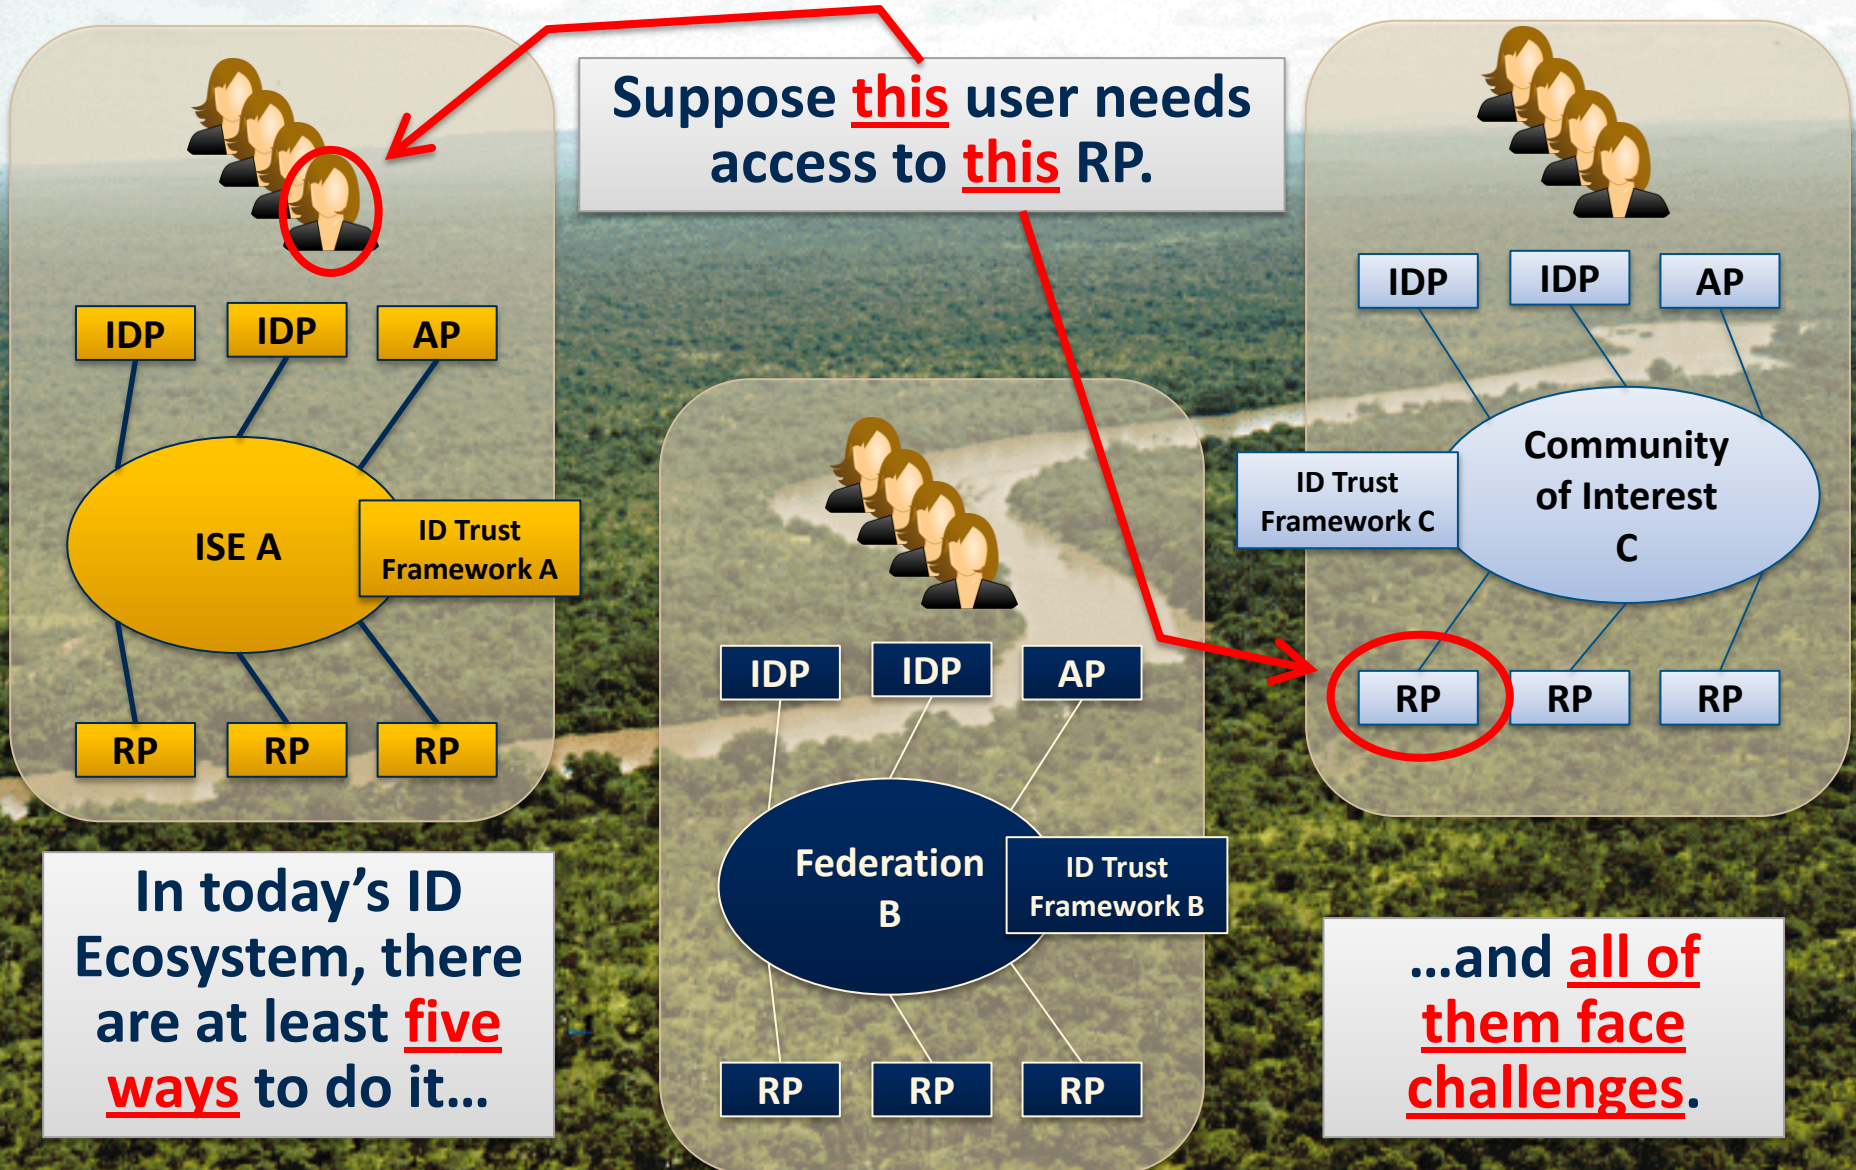 Suppose this user needs
access to this RP.
IDP
IDP
AP
ISE A
ID Trust
Framework A
RP
RP
RP
IDP
IDP
AP
Federation
B
ID Trust
Framework B
RP
RP
RP
IDP
IDP
AP
Community
of Interest
C
ID Trust
Framework C
RP
RP
RP
In today’s ID
Ecosystem, there
are at least five
ways to do it...
...and all of
them face
challenges.